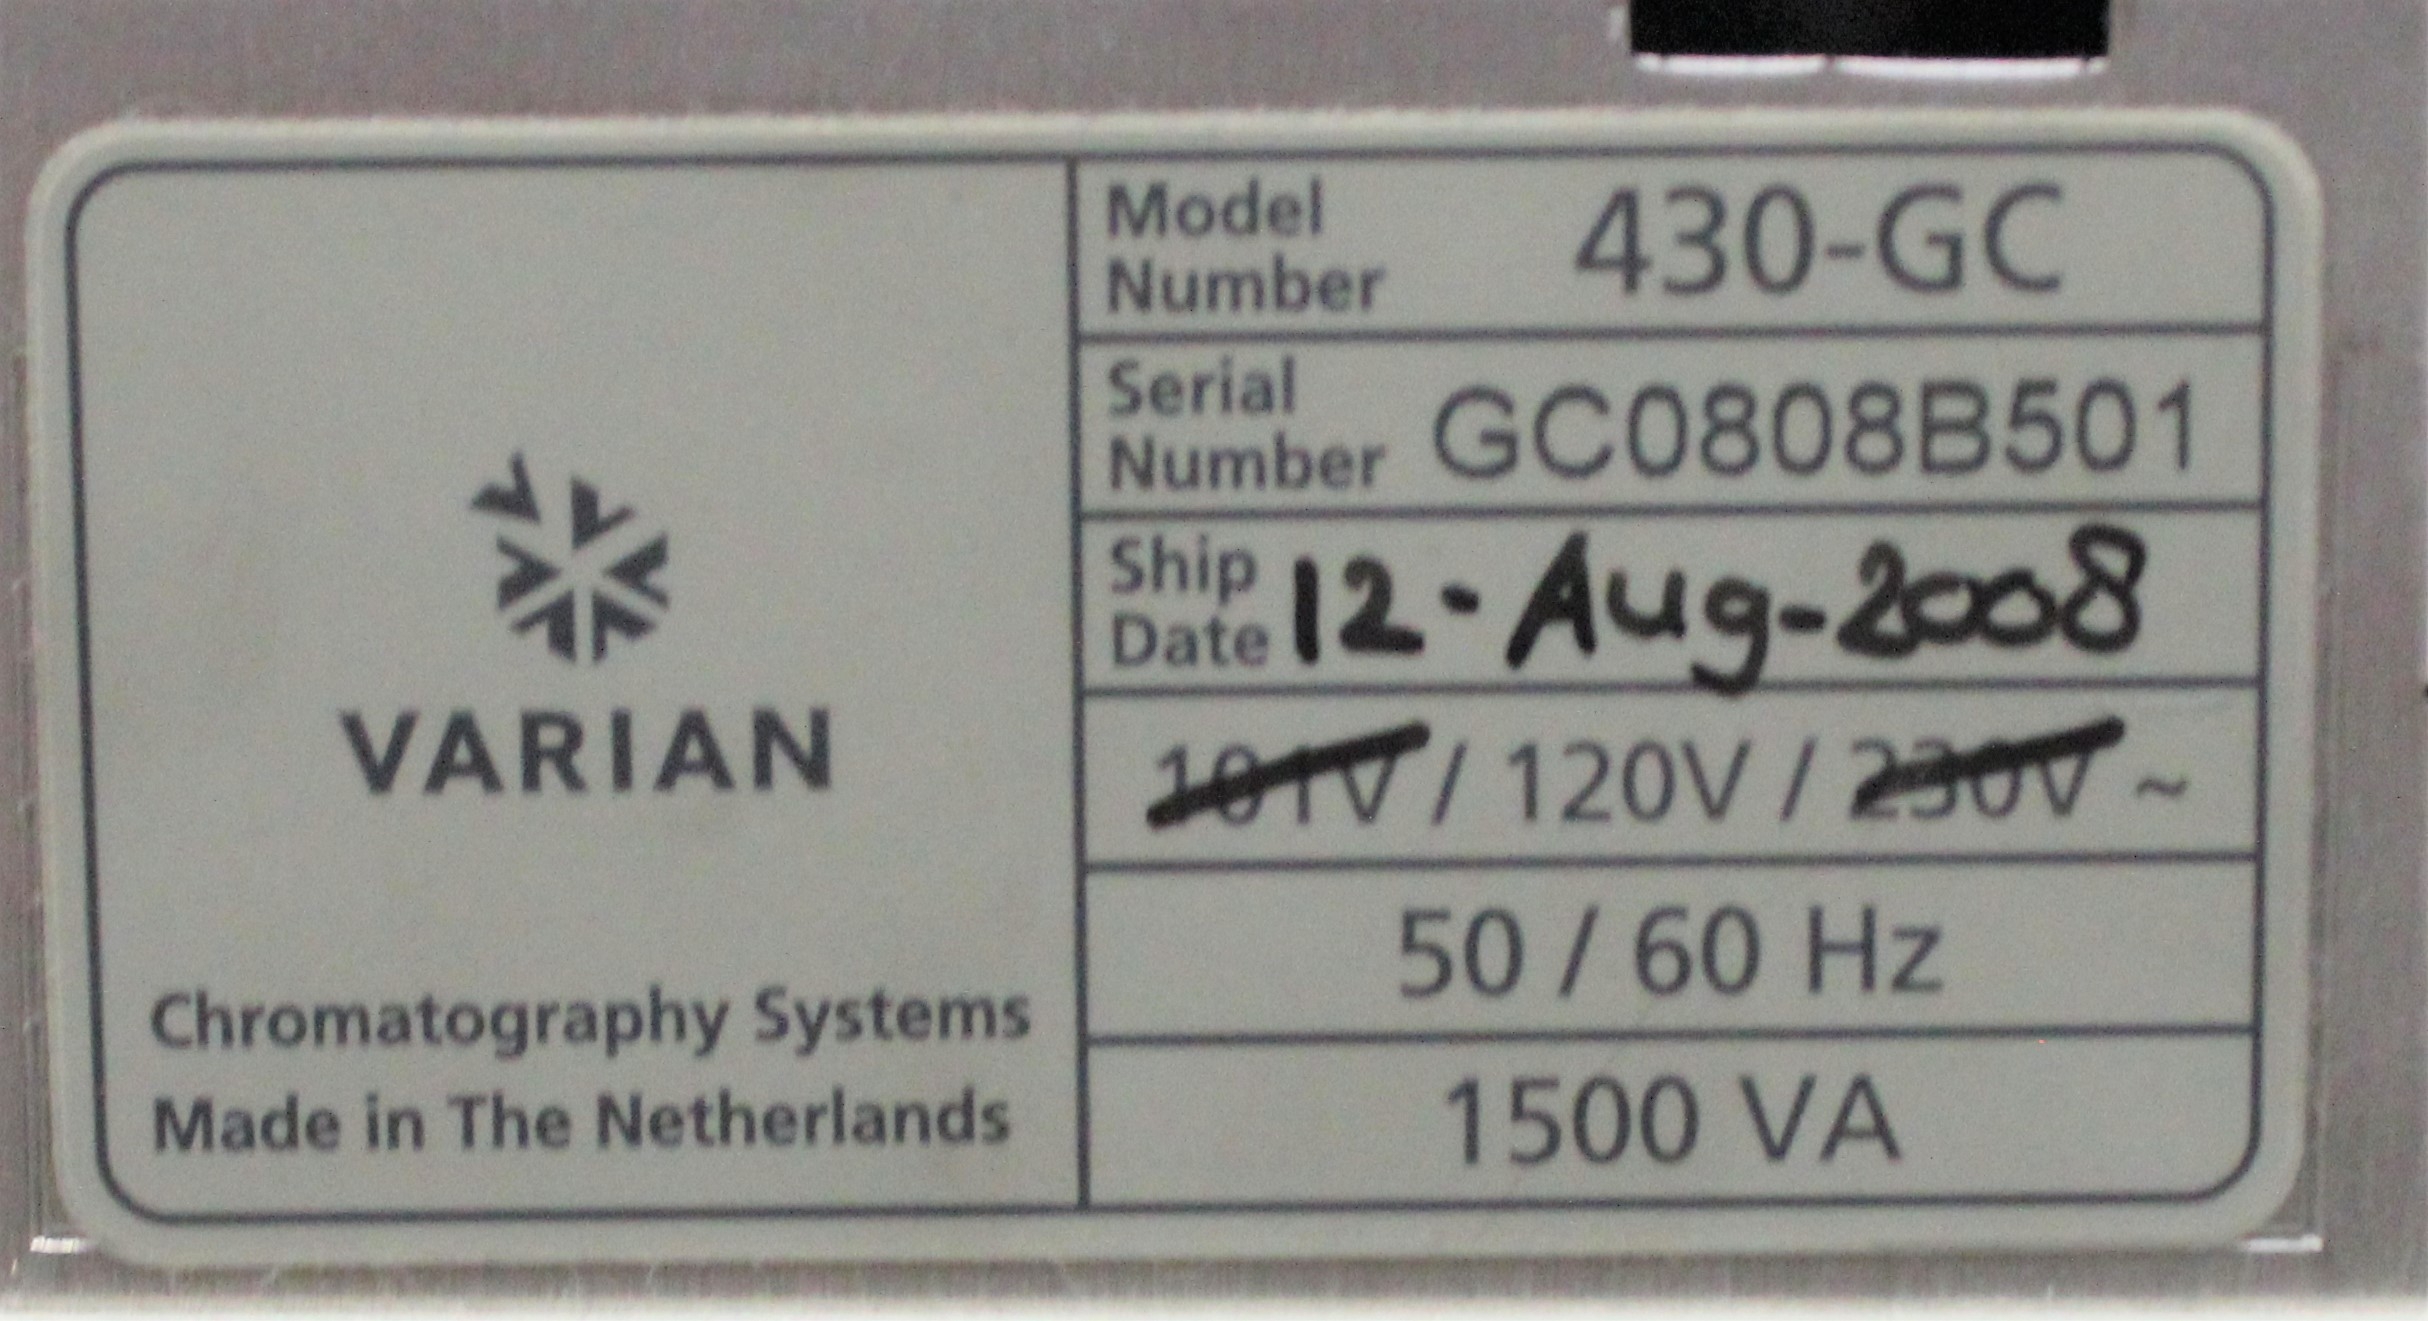 VARIAN
Chromatography Systems
Made in The Netherlands
Model Number 430-GC
Serial Number GC0808B501
Ship Date 12-Aug-2008
101V / 120V / 230V ~
50 / 60 Hz
1500 VA